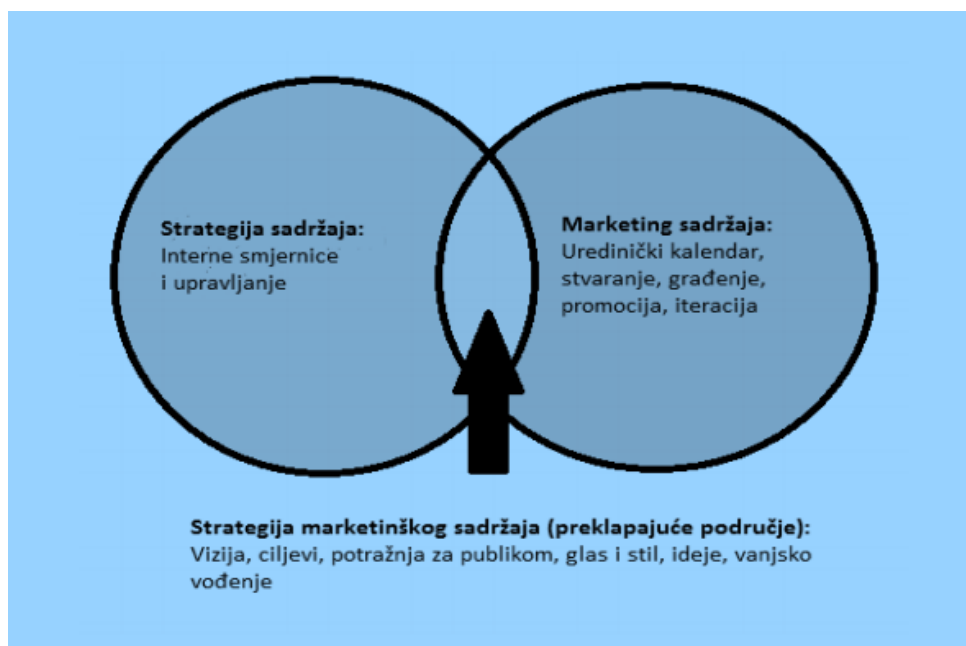 Strategija sadržaja:
Interne smjernice
i upravljanje
Marketing sadržaja:
Uredinički kalendar,
stvaranje, građenje,
promocija, iteracija
Strategija marketinškog sadržaja (preklapajuće područje):
Vizija, ciljevi, potražnja za publikom, glas i stil, ideje, vanjsko
vođenje